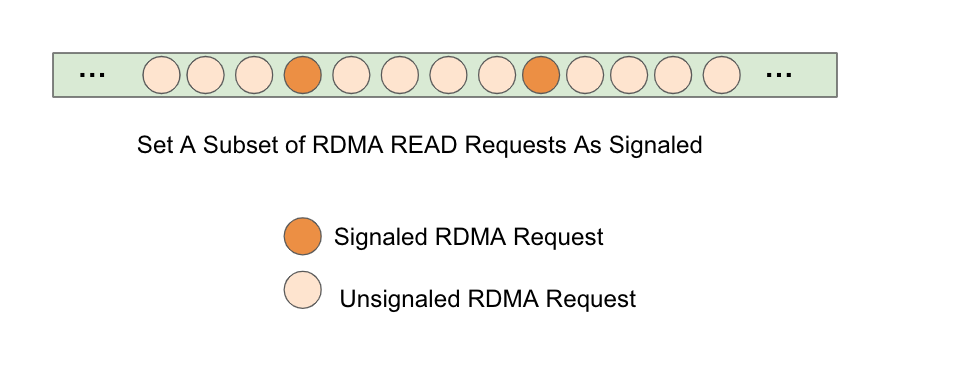 ... ...
Set A Subset of RDMA READ Requests As Signaled
Signaled RDMA Request
Unsignaled RDMA Request